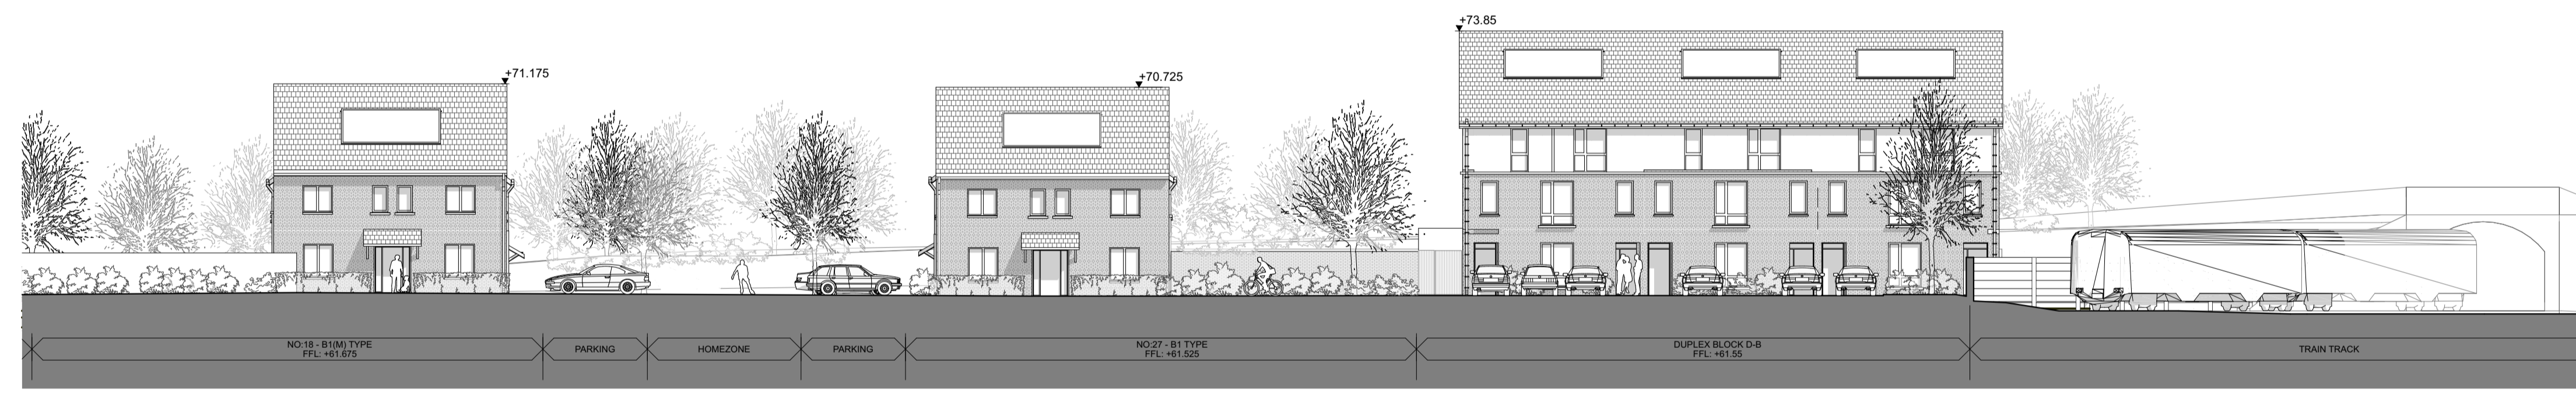 +73.85
+71.175
+70.725
NO:18 - B1(M) TYPE
FFL: +61.675
PARKING
HOMEZONE
PARKING
NO:27 - B1 TYPE
FFL: +61.525
DUPLEX BLOCK D-B
FFL: +61.55
TRAIN TRACK